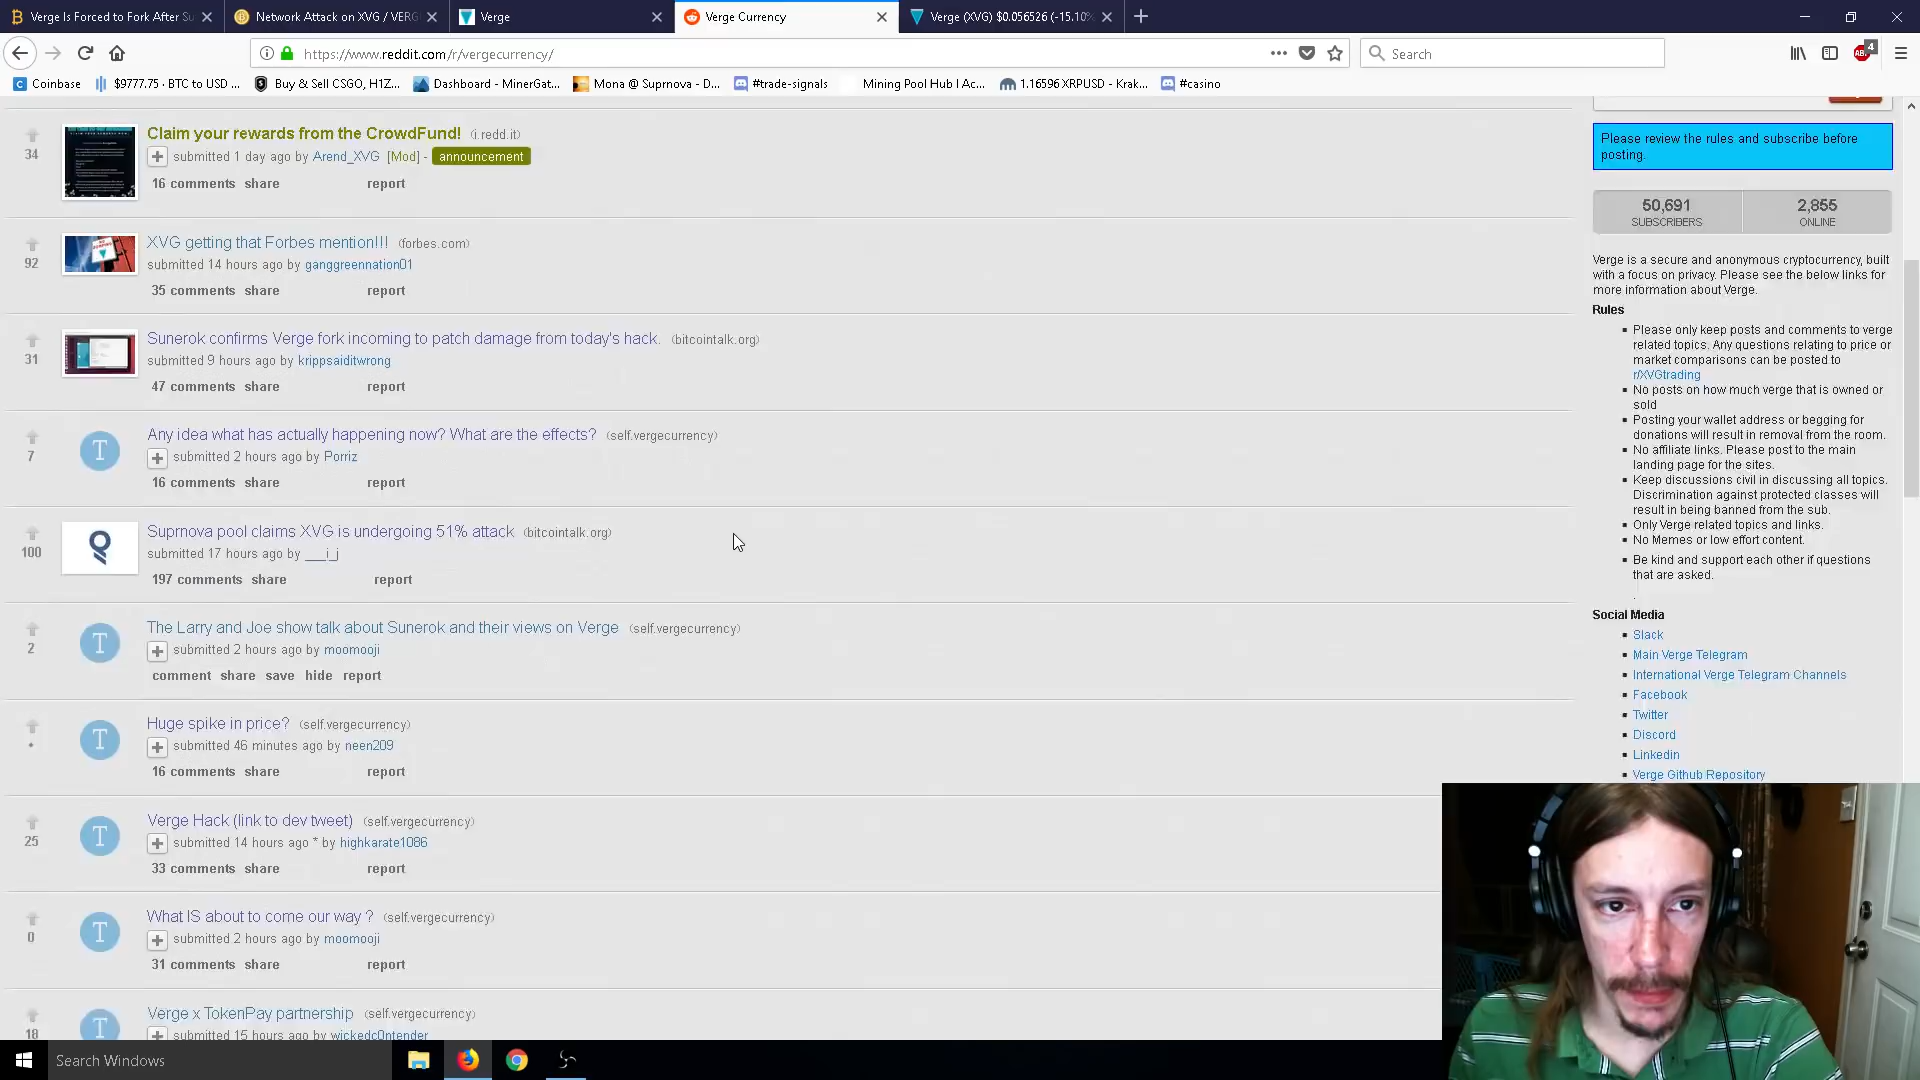 Verge Is Forced to Fork After Su
Network Attack on XVG / VERG
Verge
Verge Currency
Verge (XVG) $0.056526 (-15.10%
https://www.reddit.com/r/vergecurrency/
Search
4
Coinbase
$9777.75 · BTC to USD ...
Buy & Sell CSGO, H1Z...
Dashboard - MinerGat...
Mona @ Suprnova - D...
#trade-signals
Mining Pool Hub | Ac...
1.16596 XRPUSD - Krak...
#casino
34
Claim your rewards from the CrowdFund! (i.redd.it)
submitted 1 day ago by Arend_XVG [Mod] - announcement
16 comments share report
92
XVG getting that Forbes mention!!! (forbes.com)
submitted 14 hours ago by ganggreennation01
35 comments share report
31
Sunerok confirms Verge fork incoming to patch damage from today's hack. (bitcointalk.org)
submitted 9 hours ago by krippsaiditwrong
47 comments share report
7
Any idea what has actually happening now? What are the effects? (self.vergecurrency)
submitted 2 hours ago by Porriz
16 comments share report
100
Suprnova pool claims XVG is undergoing 51% attack (bitcointalk.org)
submitted 17 hours ago by ___i_j
197 comments share report
2
The Larry and Joe show talk about Sunerok and their views on Verge (self.vergecurrency)
submitted 2 hours ago by moomooji
comment share save hide report
•
Huge spike in price? (self.vergecurrency)
submitted 46 minutes ago by neen209
16 comments share report
25
Verge Hack (link to dev tweet) (self.vergecurrency)
submitted 14 hours ago * by highkarate1086
33 comments share report
0
What IS about to come our way ? (self.vergecurrency)
submitted 2 hours ago by moomooji
31 comments share report
18
Verge x TokenPay partnership (self.vergecurrency)
submitted 15 hours ago by wickedc0ntender
Please review the rules and subscribe before
posting.
50,691
SUBSCRIBERS
2,855
ONLINE
Verge is a secure and anonymous cryptocurrency, built
with a focus on privacy. Please see the below links for
more information about Verge.
Rules
Please only keep posts and comments to verge
related topics. Any questions relating to price or
market comparisons can be posted to
r/XVGtrading
No posts on how much verge that is owned or
sold
Posting your wallet address or begging for
donations will result in removal from the room.
No affiliate links. Please post to the main
landing page for the sites.
Keep discussions civil in discussing all topics.
Discrimination against protected classes will
result in being banned from the sub.
Only Verge related topics and links.
No Memes or low effort content.
Be kind and support each other if questions
that are asked.
.
Social Media
Slack
Main Verge Telegram
International Verge Telegram Channels
Facebook
Twitter
Discord
Linkedin
Verge Github Repository
Search Windows